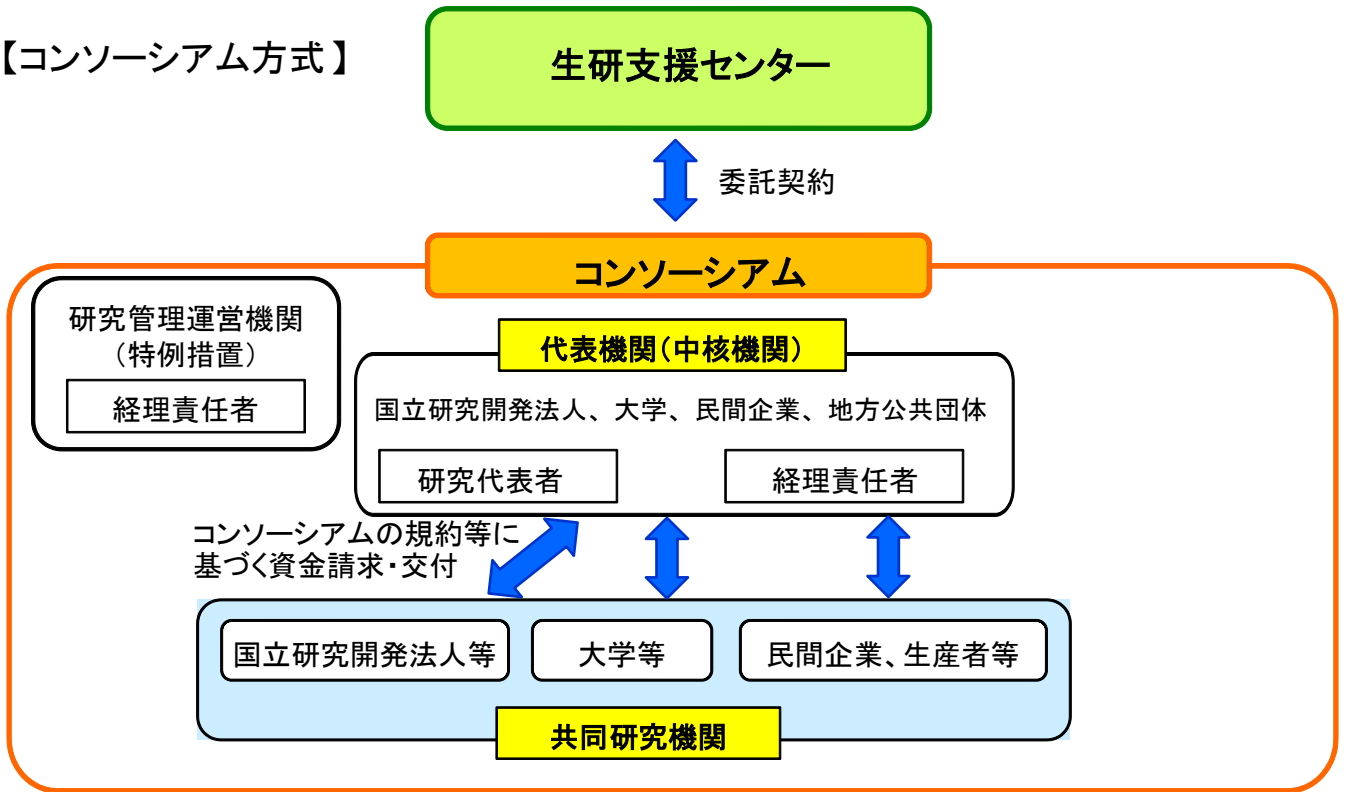 【コンソーシアム方式】
生研支援センター
委託契約
コンソーシアム
研究管理運営機関
（特例措置）
経理責任者
代表機関（中核機関）
国立研究開発法人、大学、民間企業、地方公共団体
研究代表者
経理責任者
コンソーシアムの規約等に
基づく資金請求・交付
国立研究開発法人等
大学等
民間企業、生産者等
共同研究機関